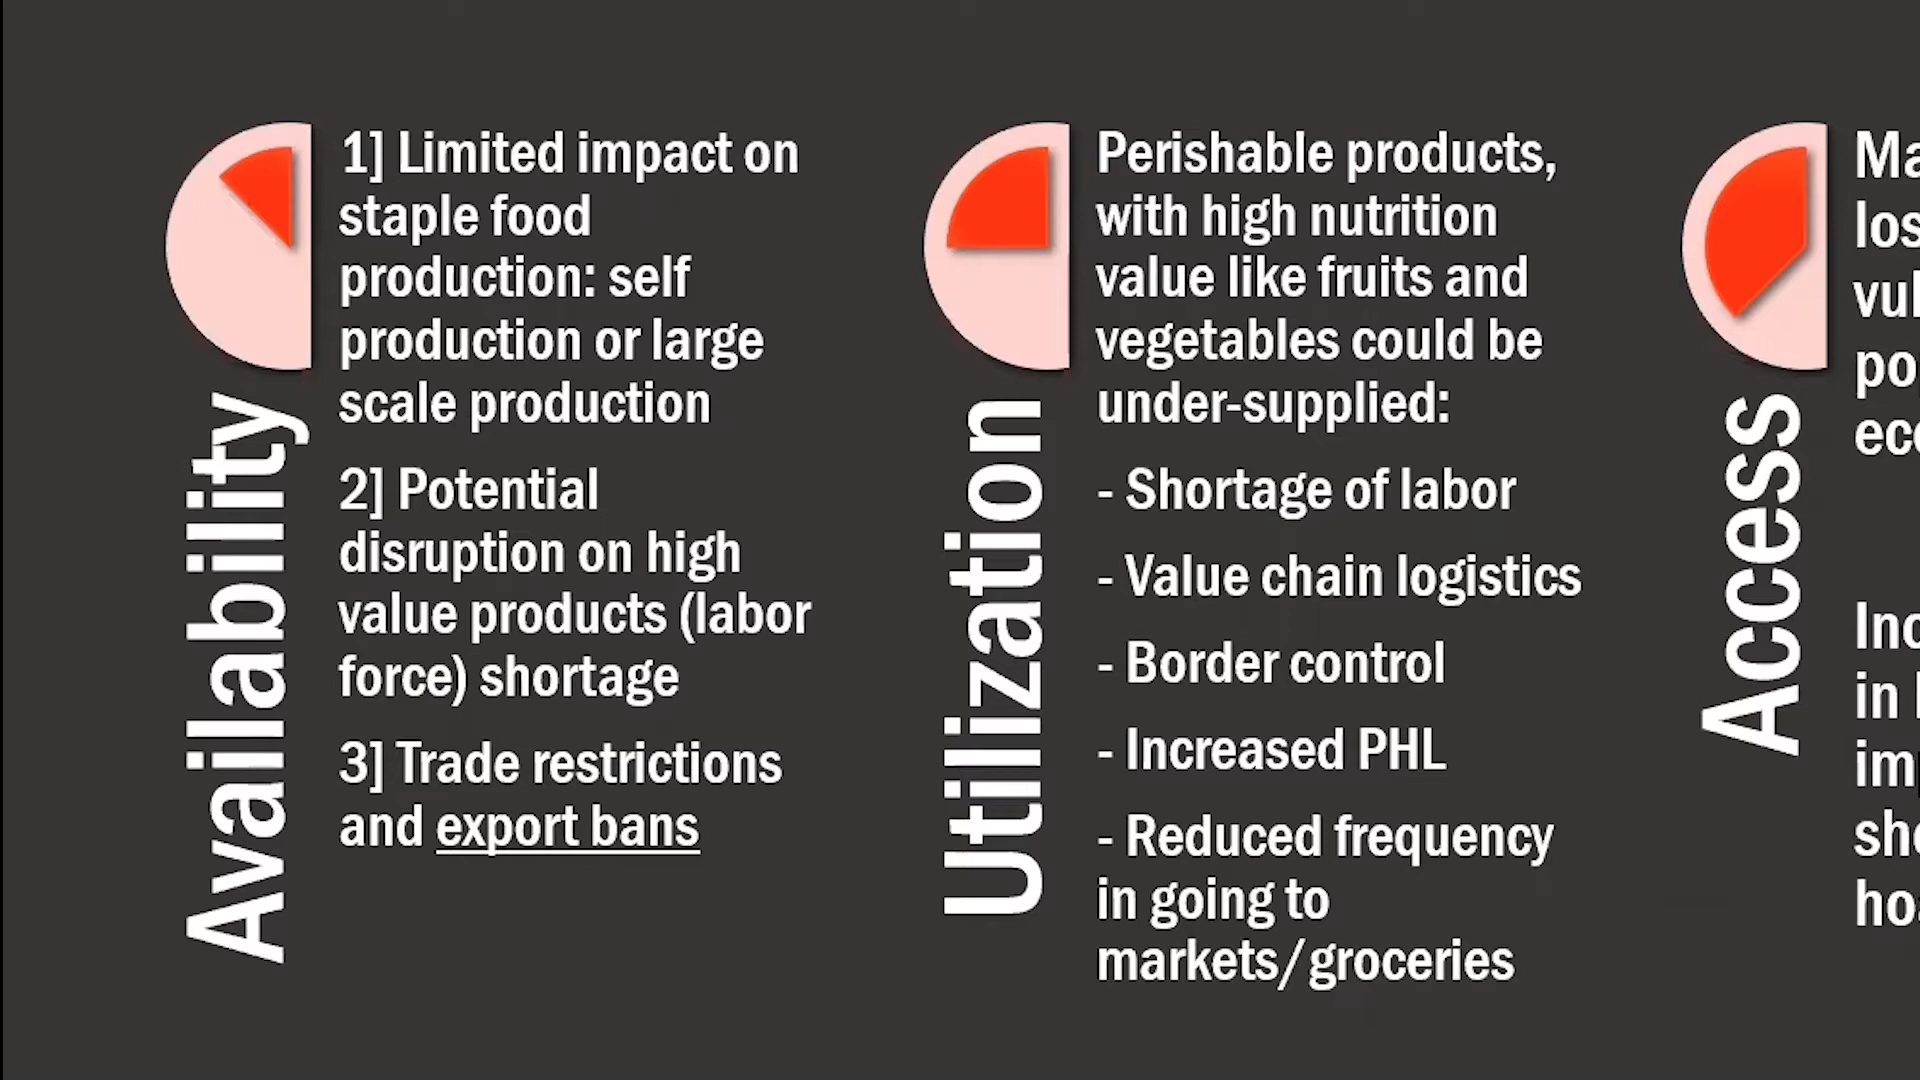 Availability
1] Limited impact on
staple food
production: self
production or large
scale production
2] Potential
disruption on high
value products (labor
force) shortage
3] Trade restrictions
and export bans
Utilization
Perishable products,
with high nutrition
value like fruits and
vegetables could be
under-supplied:
- Shortage of labor
- Value chain logistics
- Border control
- Increased PHL
- Reduced frequency
in going to
markets/groceries
Access
in